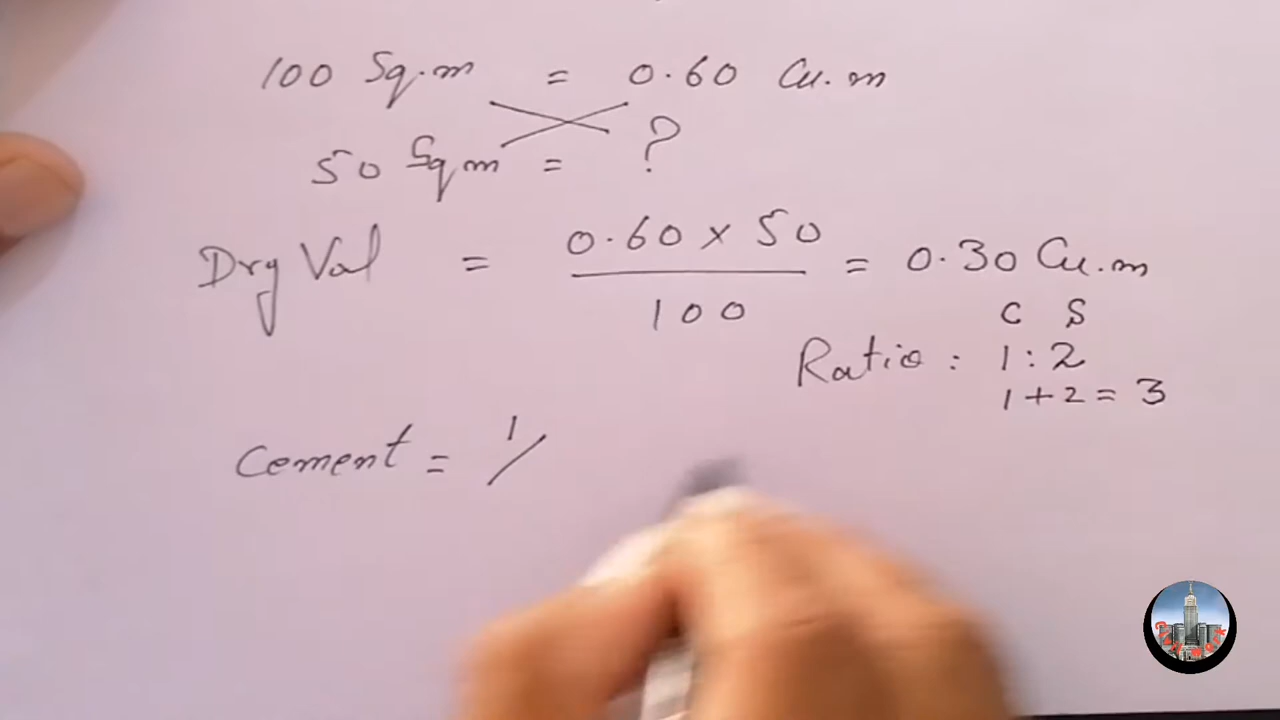 100 Sq.m = 0.60 Cu.m
50 Sqm = ?
Dry Vol = 0.60 x 50 / 100 = 0.30 Cu.m
C S
Ratio : 1 : 2
1 + 2 = 3
Cement = 1/